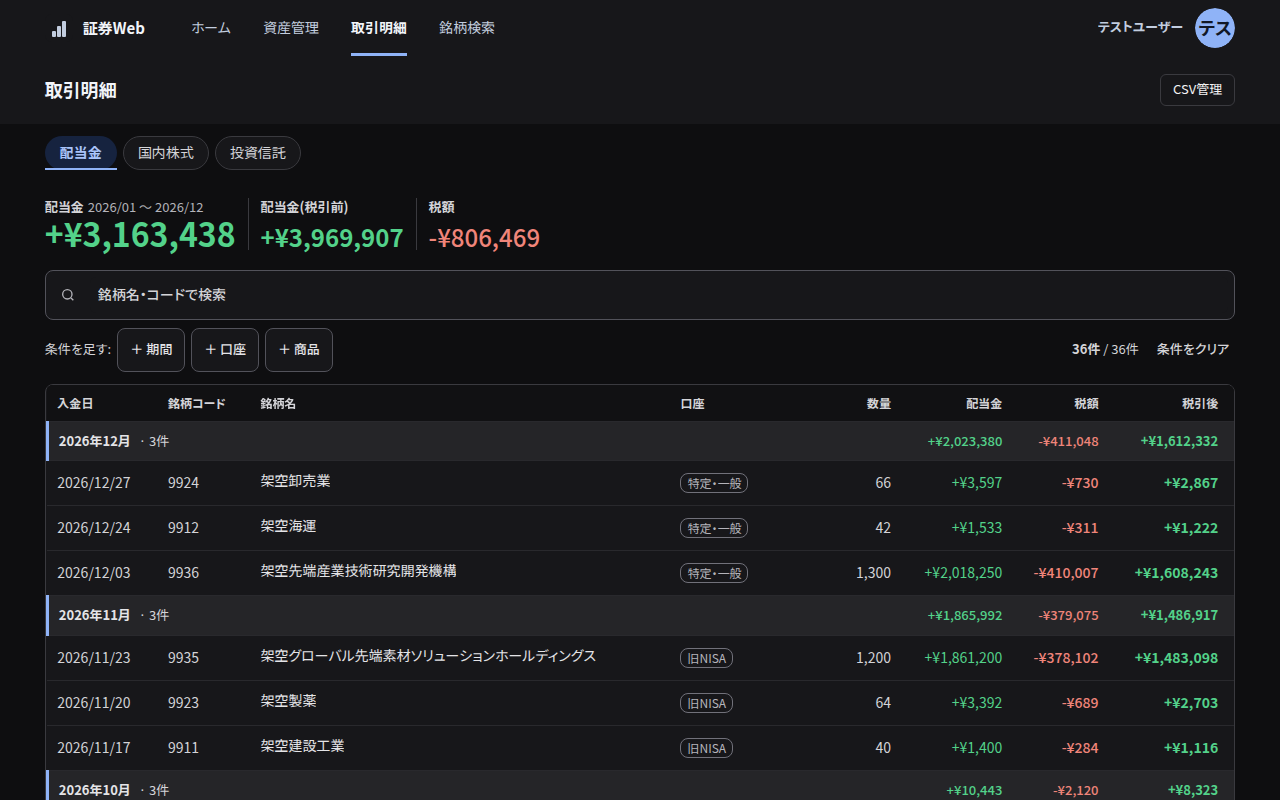 証券Web ホーム 資産管理 取引明細 銘柄検索 テストユーザー テス
取引明細 CSV管理
配当金 国内株式 投資信託
配当金 2026/01 〜 2026/12 配当金(税引前) 税額
+¥3,163,438 +¥3,969,907 -¥806,469
銘柄名・コードで検索
条件を足す: ＋ 期間 ＋ 口座 ＋ 商品 36件 / 36件 条件をクリア
入金日 銘柄コード 銘柄名 口座 数量 配当金 税額 税引後
2026年12月 ・3件 +¥2,023,380 -¥411,048 +¥1,612,332
2026/12/27 9924 架空卸売業 特定・一般 66 +¥3,597 -¥730 +¥2,867
2026/12/24 9912 架空海運 特定・一般 42 +¥1,533 -¥311 +¥1,222
2026/12/03 9936 架空先端産業技術研究開発機構 特定・一般 1,300 +¥2,018,250 -¥410,007 +¥1,608,243
2026年11月 ・3件 +¥1,865,992 -¥379,075 +¥1,486,917
2026/11/23 9935 架空グローバル先端素材ソリューションホールディングス 旧NISA 1,200 +¥1,861,200 -¥378,102 +¥1,483,098
2026/11/20 9923 架空製薬 旧NISA 64 +¥3,392 -¥689 +¥2,703
2026/11/17 9911 架空建設工業 旧NISA 40 +¥1,400 -¥284 +¥1,116
2026年10月 ・3件 +¥10,443 -¥2,120 +¥8,323